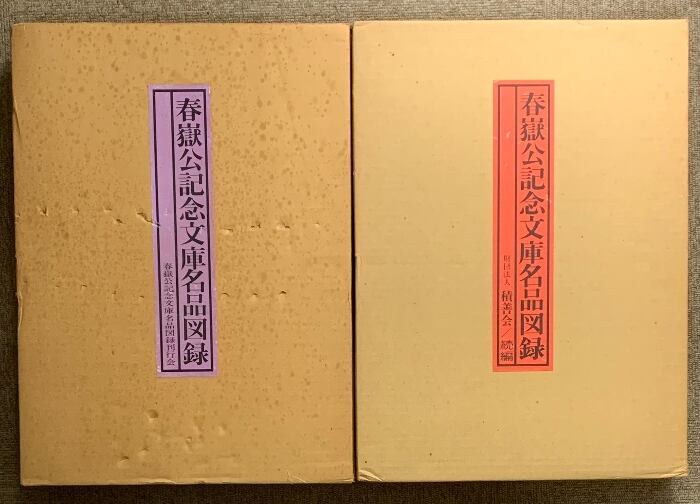 春嶽公記念文庫名品図録
春嶽公記念文庫名品図録刊行会
春嶽公記念文庫名品図録
財団法人 積善会/続編